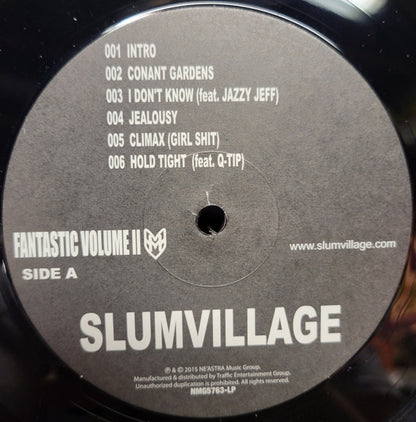 001 INTRO
002 CONANT GARDENS
003 I DON'T KNOW (feat. JAZZY JEFF)
004 JEALOUSY
005 CLIMAX (GIRL SHIT)
006 HOLD TIGHT (feat. Q-TIP)
FANTASTIC VOLUME II
www.slumvillage.com
SIDE A
SLUMVILLAGE
℗ & © 2015 NE'ASTRA Music Group.
Manufactured & distributed by Traffic Entertainment Group.
Unauthorized duplication is prohibited. All rights reserved.
NMG5763-LP